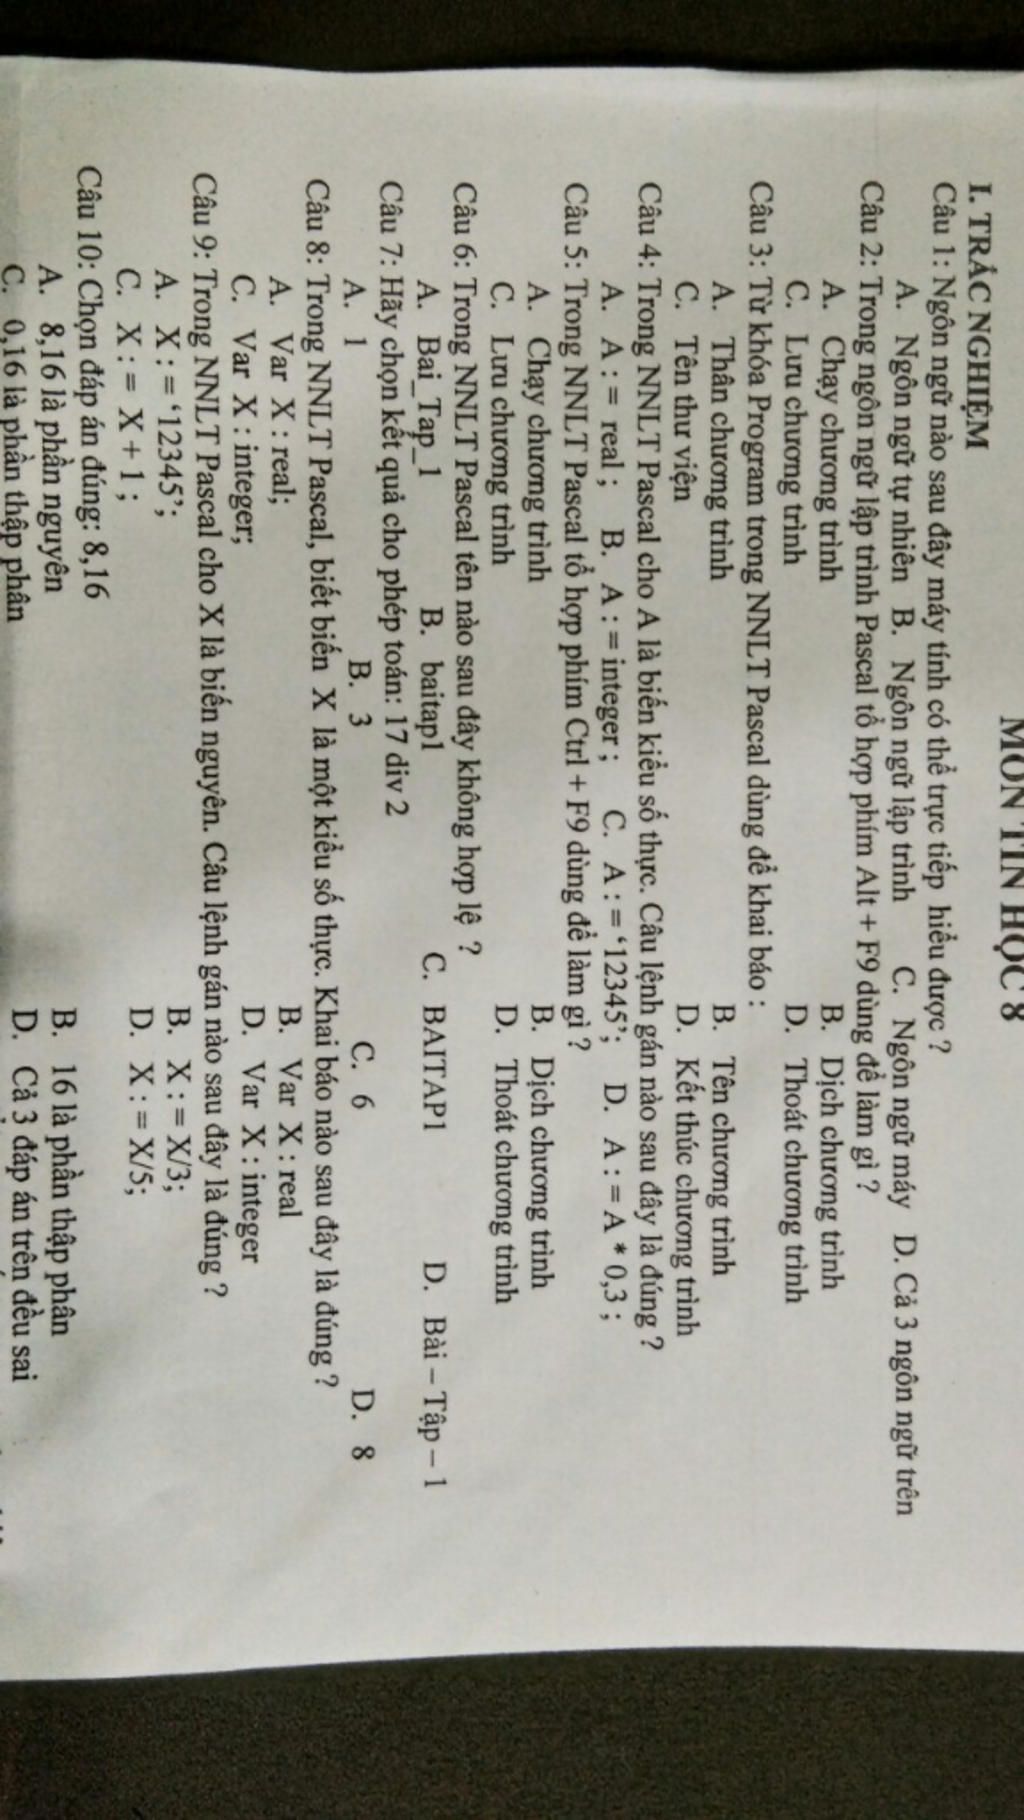 MÔN TIN HỌC 8
I. TRẮC NGHIỆM
Câu 1: Ngôn ngữ nào sau đây máy tính có thể trực tiếp hiểu được ?
A. Ngôn ngữ tự nhiên B. Ngôn ngữ lập trình C. Ngôn ngữ máy D. Cả 3 ngôn ngữ trên
Câu 2: Trong ngôn ngữ lập trình Pascal tổ hợp phím Alt + F9 dùng để làm gì ?
A. Chạy chương trình B. Dịch chương trình
C. Lưu chương trình D. Thoát chương trình
Câu 3: Từ khóa Program trong NNLT Pascal dùng để khai báo :
A. Thân chương trình B. Tên chương trình
C. Tên thư viện D. Kết thúc chương trình
Câu 4: Trong NNLT Pascal cho A là biến kiểu số thực. Câu lệnh gán nào sau đây là đúng ?
A. A : = real ; B. A : = integer ; C. A : = ‘12345’; D. A : = A * 0,3 ;
Câu 5: Trong NNLT Pascal tổ hợp phím Ctrl + F9 dùng để làm gì ?
A. Chạy chương trình B. Dịch chương trình
C. Lưu chương trình D. Thoát chương trình
Câu 6: Trong NNLT Pascal tên nào sau đây không hợp lệ ?
A. Bai_Tap_1 B. baitap1 C. BAITAP1 D. Bài – Tập – 1
Câu 7: Hãy chọn kết quả cho phép toán: 17 div 2
A. 1 B. 3 C. 6 D. 8
Câu 8: Trong NNLT Pascal, biết biến X là một kiểu số thực. Khai báo nào sau đây là đúng ?
A. Var X : real; B. Var X : real
C. Var X : integer; D. Var X : integer
Câu 9: Trong NNLT Pascal cho X là biến nguyên. Câu lệnh gán nào sau đây là đúng ?
A. X : = ‘12345’; B. X : = X/3;
C. X : = X + 1 ; D. X : = X/5;
Câu 10: Chọn đáp án đúng: 8,16
A. 8,16 là phần nguyên B. 16 là phần thập phân
C. 0,16 là phần thập phân D. Cả 3 đáp án trên đều sai